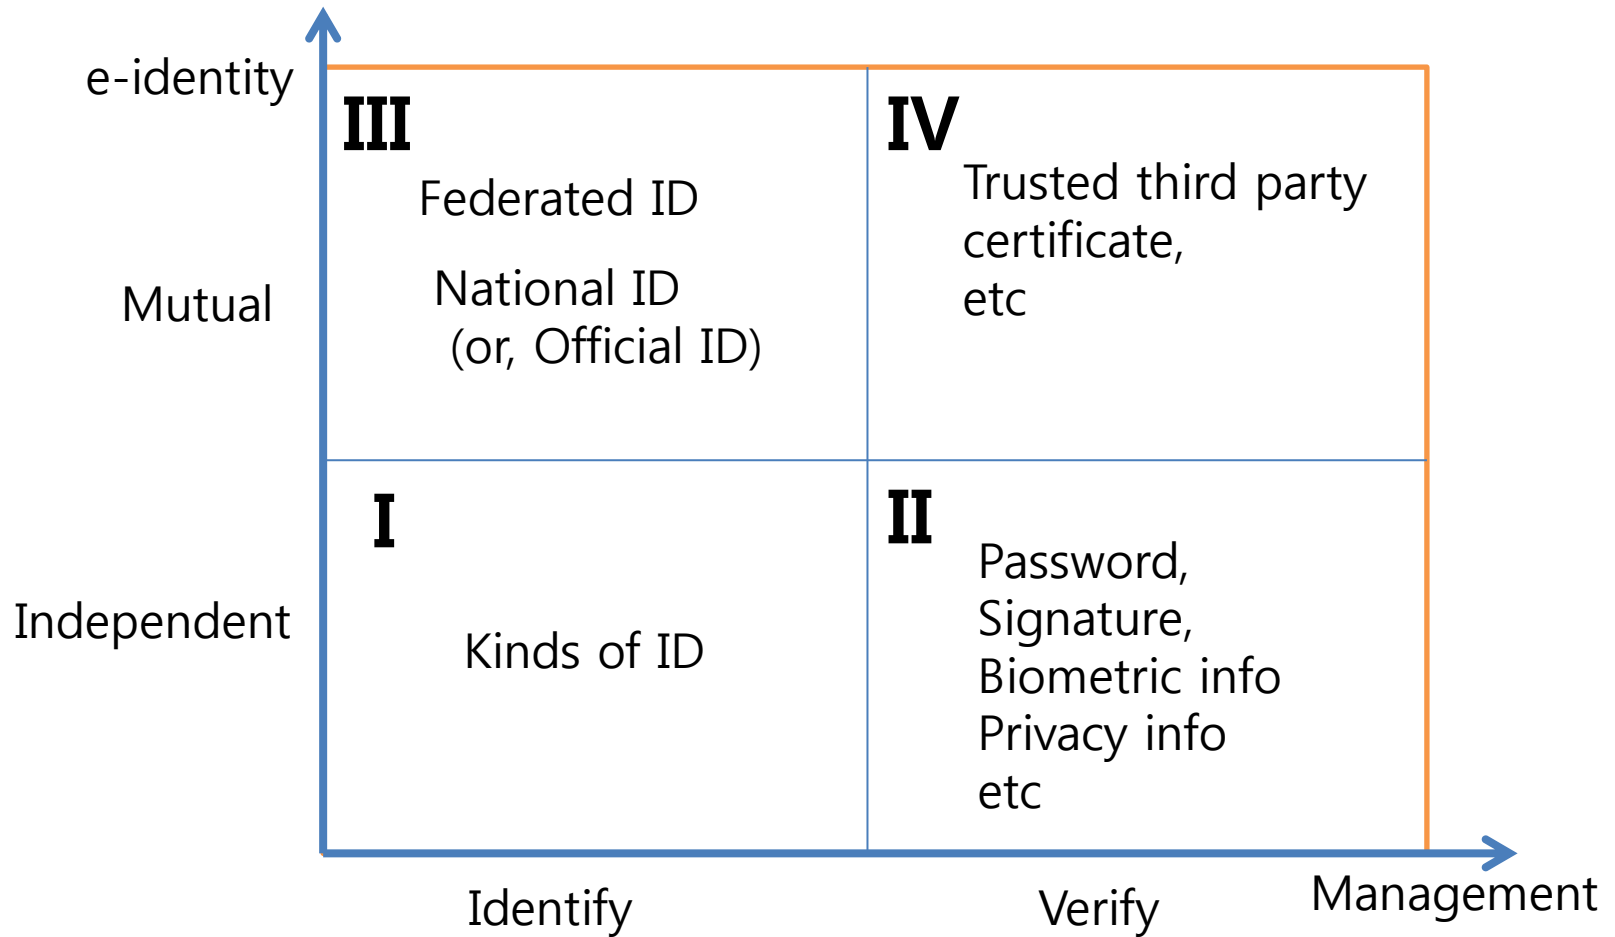 e-identity
III
IV
Federated ID
National ID
(or, Official ID)
Trusted third party
certificate,
etc
Mutual
I
II
Kinds of ID
Password,
Signature,
Biometric info
Privacy info
etc
Independent
Identify
Verify
Management